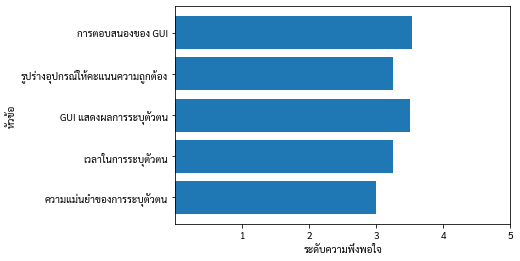 การตอบสนองของ GUI
รูปร่างอุปกรณ์ให้คะแนนความถูกต้อง
GUI แสดงผลการระบุตัวตน
เวลาในการระบุตัวตน
ความแม่นยำของการระบุตัวตน
หัวข้อ
1 2 3 4 5
ระดับความพึงพอใจ